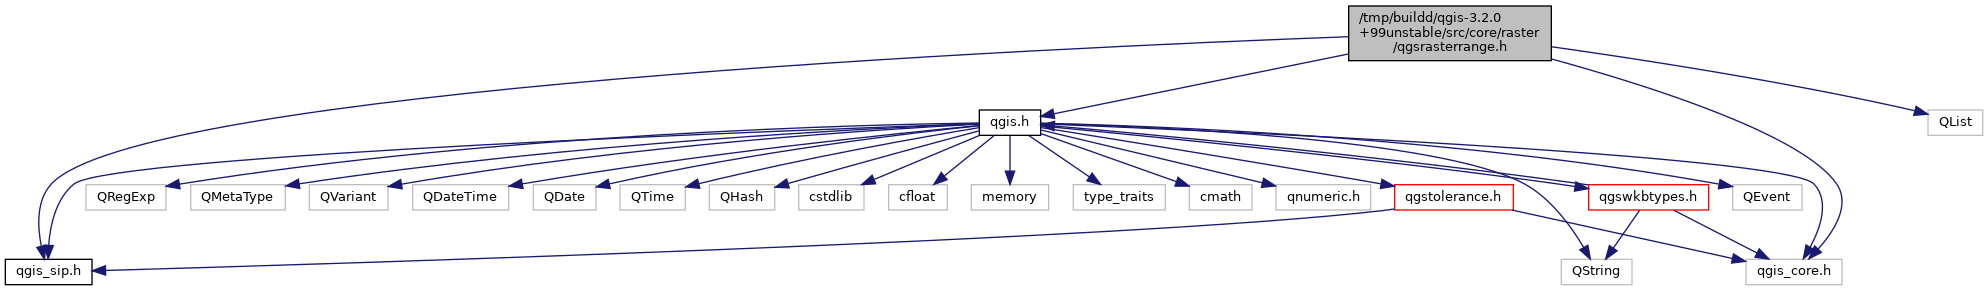 /tmp/buildd/qgis-3.2.0
+99unstable/src/core/raster
/qgsrasterrange.h
qgis.h
QList
QRegExp
QMetaType
QVariant
QDateTime
QDate
QTime
QHash
cstdlib
cfloat
memory
type_traits
cmath
qnumeric.h
qgstolerance.h
qgswkbtypes.h
QEvent
qgis_sip.h
QString
qgis_core.h